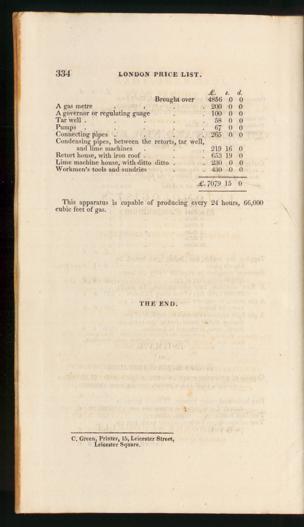 334 LONDON PRICE LIST.
£. s. d.
Brought over 4856 0 0
A gas metre . . . . 200 0 0
A governor or regulating guage . . 100 0 0
Tar well . . . . . 58 0 0
Pumps . . . . . 67 0 0
Connecting pipes . . . . 265 0 0
Condensing pipes, between the retorts, tar well,
and lime machines . . . 219 16 0
Retort house, with iron roof . . . 653 19 0
Lime machine house, with ditto ditto . . 230 0 0
Workmen's tools and sundries . . 430 0 0
£. 7079 15 0
This apparatus is capable of producing every 24 hours, 66,000
cubic feet of gas.
THE END.
C. Green, Printer, 15, Leicester Street,
Leicester Square.